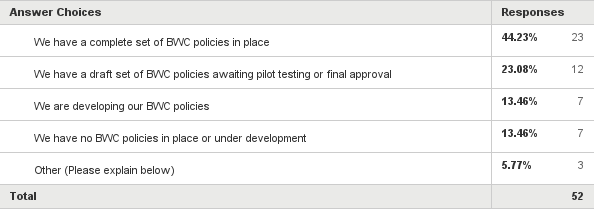 Answer Choices Responses
We have a complete set of BWC policies in place 44.23% 23
We have a draft set of BWC policies awaiting pilot testing or final approval 23.08% 12
We are developing our BWC policies 13.46% 7
We have no BWC policies in place or under development 13.46% 7
Other (Please explain below) 5.77% 3
Total 52